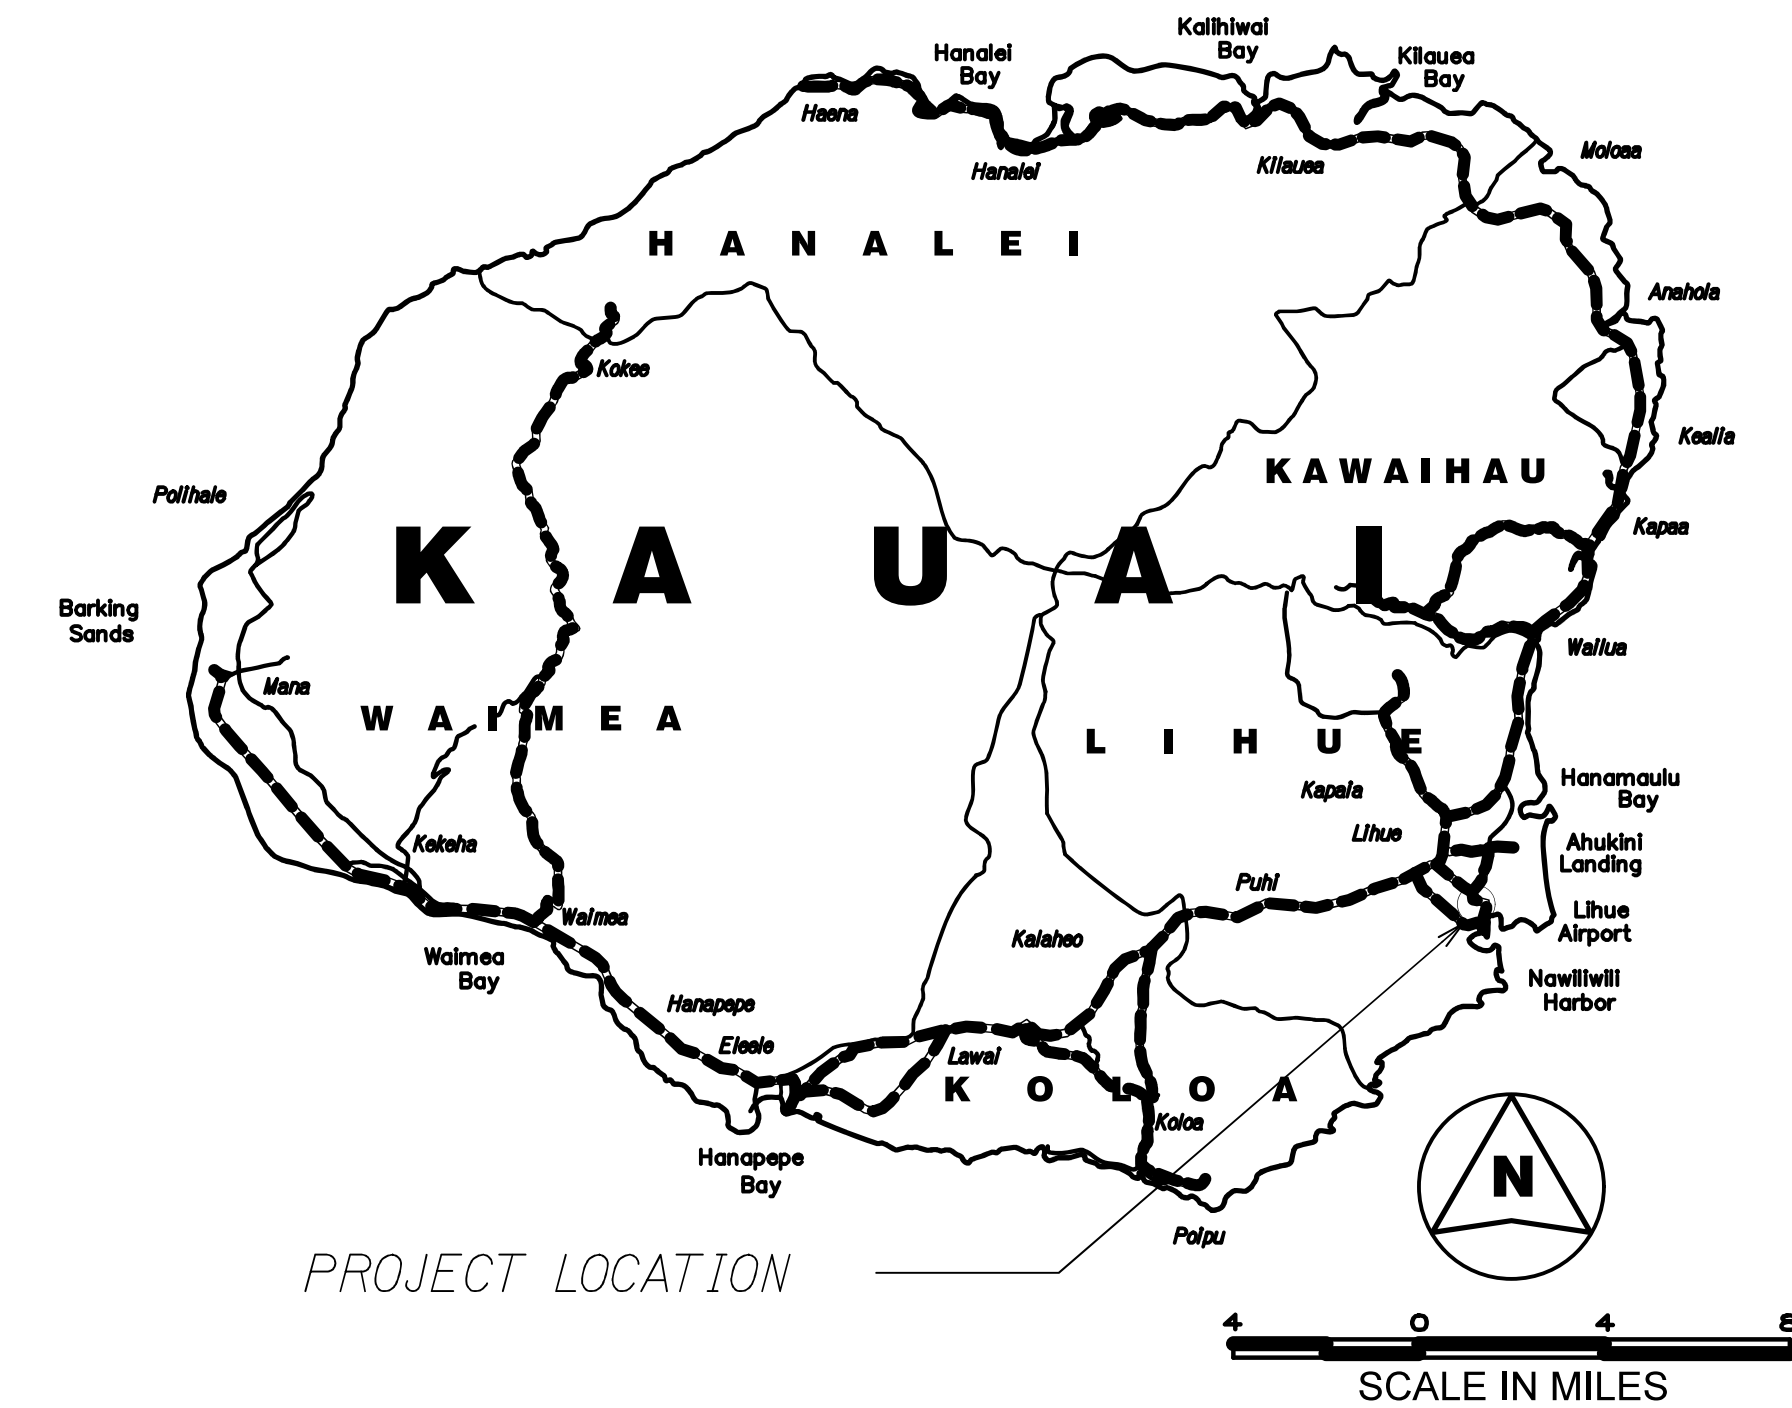 Kalihiwai
Bay
Hanalei
Bay
Kilauea
Bay
Haena
Hanalei
Kilauea
Moloaa
HANALEI
Anahola
Kokee
Kealia
KAWAIHAU
Polihale
Kapaa
KAUAI
Barking
Sands
Wailua
Mana
WAIMEA
LIHUE
Hanamaulu
Bay
Kapaia
Lihue
Kekeha
Ahukini
Landing
Puhi
Waimea
Lihue
Airport
Kalaheo
Waimea
Bay
Nawiliwili
Harbor
Hanapepe
Eleele
Lawai
KOLOA
Koloa
Hanapepe
Bay
N
Poipu
PROJECT LOCATION
4 0 4 8
SCALE IN MILES